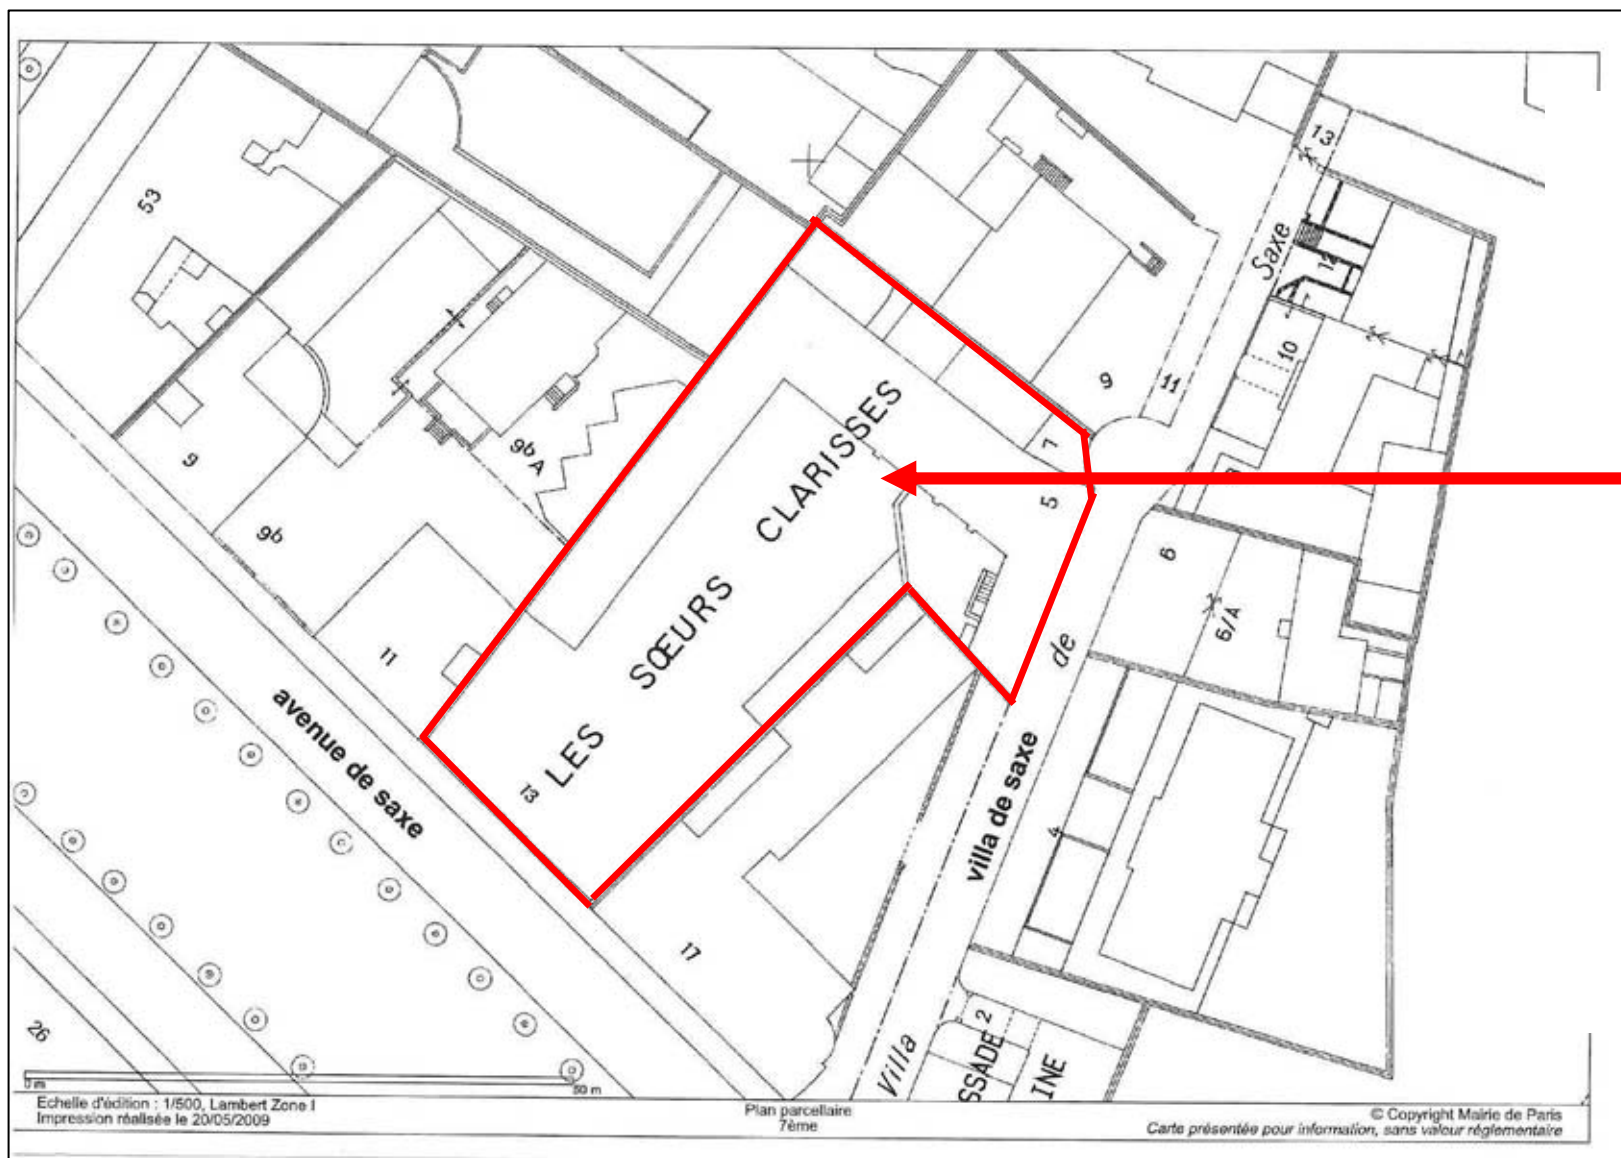 13
53
Saxe
12
10
9
11
9
9b A
7
9b
5
6
6/A
LES SŒURS CLARISSES
11
de
avenue de saxe
13
villa de saxe
4
17
2
26
Villa
SSADE
INE
0 m
50 m
Echelle d'édition : 1/500, Lambert Zone I
Impression réalisée le 20/05/2009
Plan parcellaire
7ème
© Copyright Mairie de Paris
Carte présentée pour information, sans valeur réglementaire